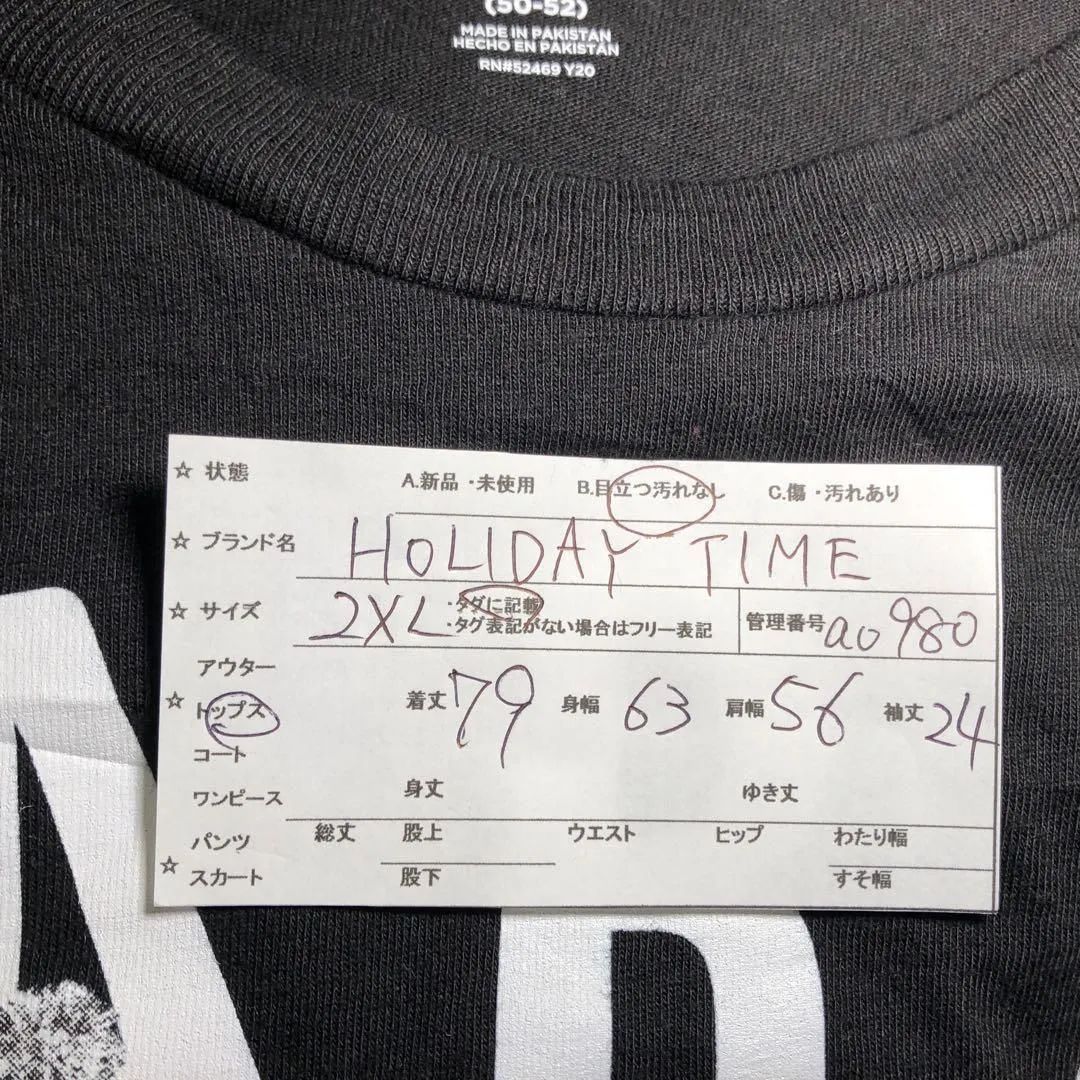 (50-52)
MADE IN PAKISTAN
HECHO EN PAKISTÁN
RN#52469 Y20
☆ 状態 A.新品・未使用 B.目立つ汚れなし C.傷・汚れあり
☆ ブランド名 HOLIDAY TIME
☆ サイズ 2XL ・タグに記載
・タグ表記がない場合はフリー表記 管理番号 ao980
アウター
☆ トップス 着丈 79 身幅 63 肩幅 56 袖丈 24
コート
ワンピース 身丈 ゆき丈
パンツ 総丈 股上 ウエスト ヒップ わたり幅
☆ スカート 股下 すそ幅